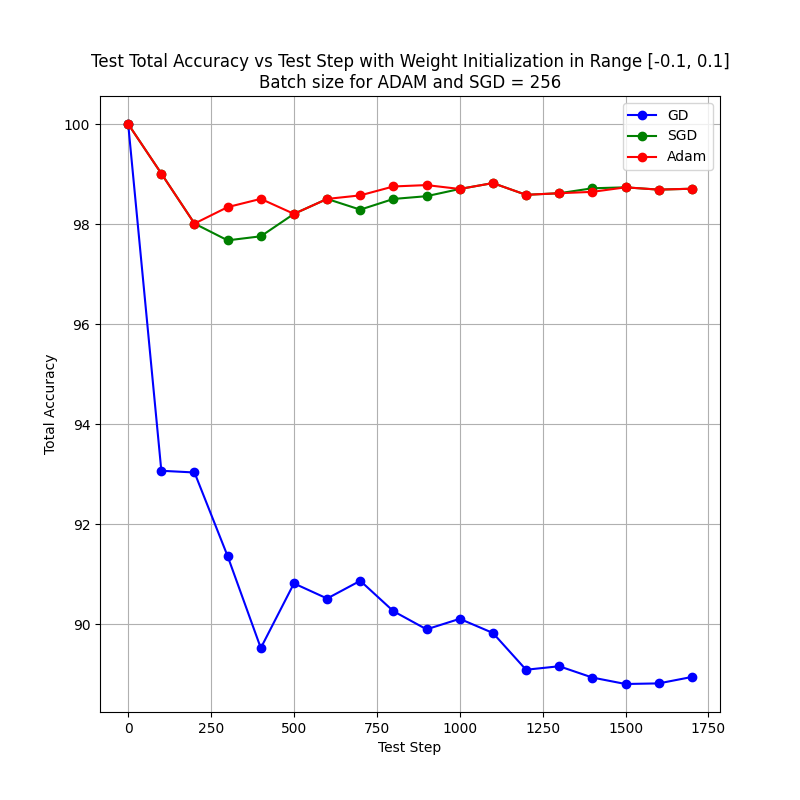 Test Total Accuracy vs Test Step with Weight Initialization in Range [-0.1, 0.1]
Batch size for ADAM and SGD = 256
GD
SGD
Adam
100
98
96
94
92
90
Total Accuracy
0 250 500 750 1000 1250 1500 1750
Test Step